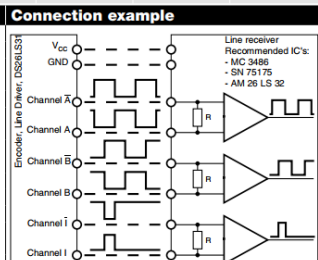 Connection example
Encoder, Line Driver, DS26LS31
Vcc
GND
Channel A̅
Channel A
Channel B̅
Channel B
Channel I̅
Channel I
R
R
R
Line receiver
Recommended IC's:
- MC 3486
- SN 75175
- AM 26 LS 32